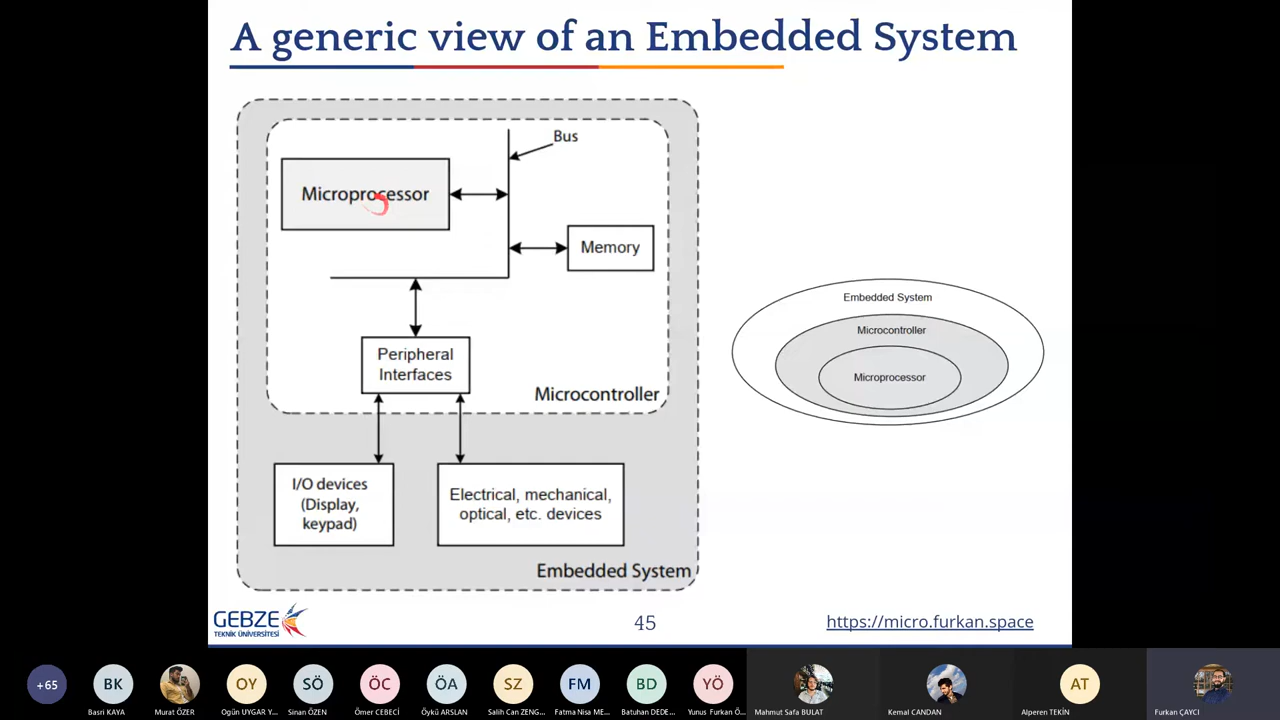 A generic view of an Embedded System
Bus
Microprocessor
Memory
Peripheral
Interfaces
Microcontroller
I/O devices
(Display,
keypad)
Electrical, mechanical,
optical, etc. devices
Embedded System
Embedded System
Microcontroller
Microprocessor
GEBZE
TEKNİK ÜNİVERSİTESİ
45
https://micro.furkan.space
+65
BK
OY
SÖ
ÖC
ÖA
SZ
FM
BD
YÖ
AT
Basri KAYA
Murat ÖZER
Ogün UYGAR Y...
Sinan ÖZEN
Ömer CEBECİ
Öykü ARSLAN
Salih Can ZENG...
Fatma Nisa ME...
Batuhan DEDE...
Yunus Furkan Ö...
Mahmut Safa BULAT
Kemal CANDAN
Alperen TEKİN
Furkan ÇAYCI